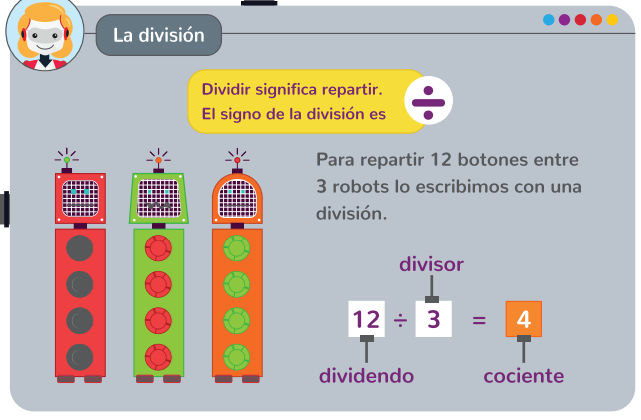 La división
Dividir significa repartir.
El signo de la división es ÷
Para repartir 12 botones entre
3 robots lo escribimos con una
división.
divisor
12 ÷ 3 = 4
dividendo cociente